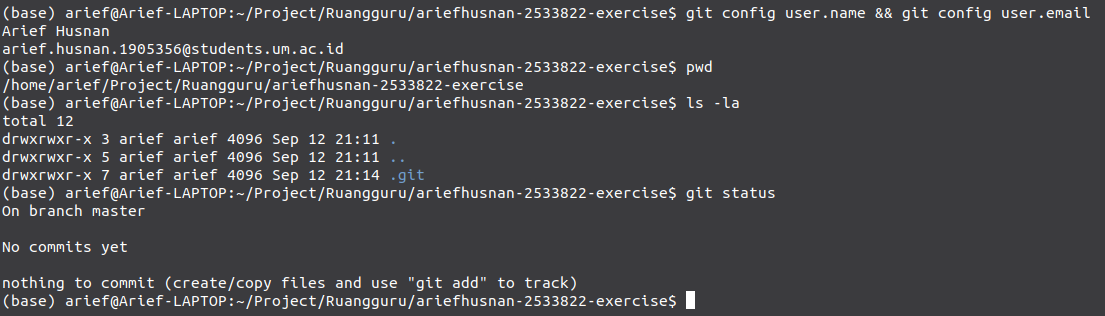 (base) arief@Arief-LAPTOP:~/Project/Ruangguru/ariefhusnan-2533822-exercise$ git config user.name && git config user.email
Arief Husnan
arief.husnan.1905356@students.um.ac.id
(base) arief@Arief-LAPTOP:~/Project/Ruangguru/ariefhusnan-2533822-exercise$ pwd
/home/arief/Project/Ruangguru/ariefhusnan-2533822-exercise
(base) arief@Arief-LAPTOP:~/Project/Ruangguru/ariefhusnan-2533822-exercise$ ls -la
total 12
drwxrwxr-x 3 arief arief 4096 Sep 12 21:11 .
drwxrwxr-x 5 arief arief 4096 Sep 12 21:11 ..
drwxrwxr-x 7 arief arief 4096 Sep 12 21:14 .git
(base) arief@Arief-LAPTOP:~/Project/Ruangguru/ariefhusnan-2533822-exercise$ git status
On branch master
No commits yet
nothing to commit (create/copy files and use "git add" to track)
(base) arief@Arief-LAPTOP:~/Project/Ruangguru/ariefhusnan-2533822-exercise$